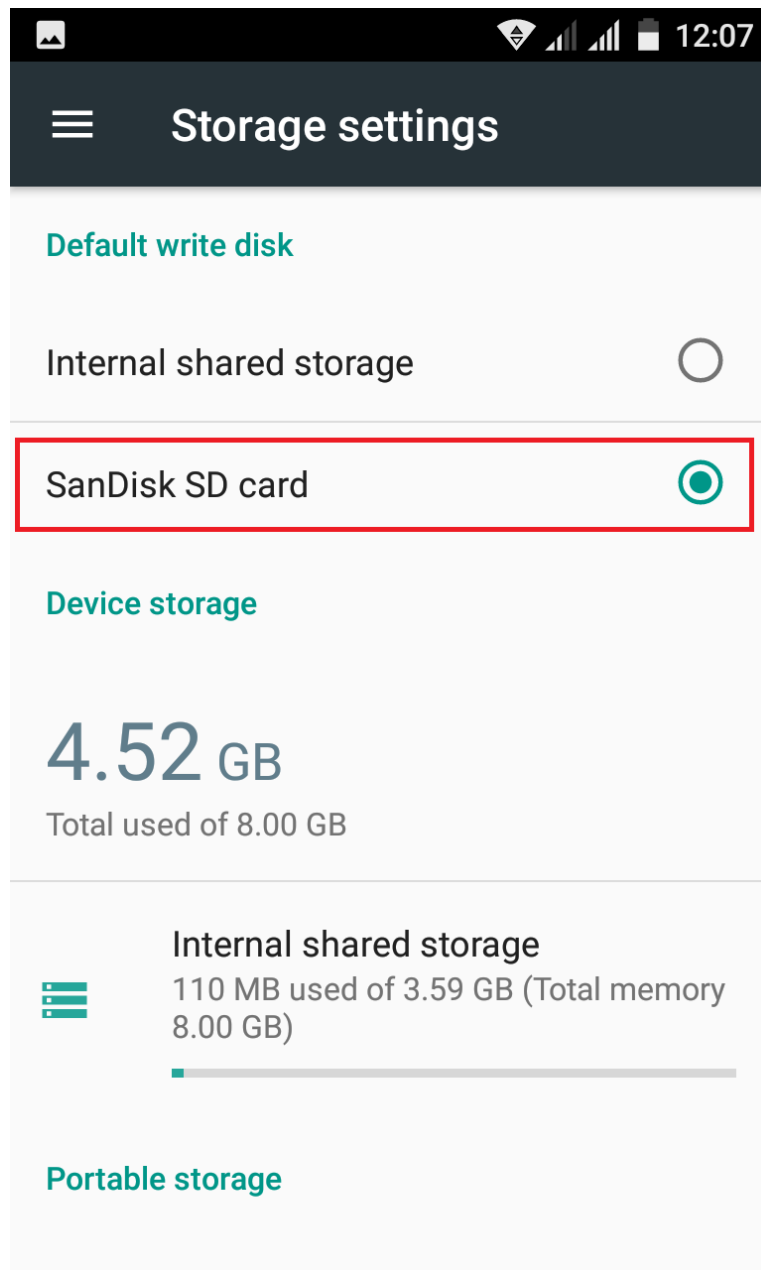 12:07
Storage settings
Default write disk
Internal shared storage
SanDisk SD card
Device storage
4.52 GB
Total used of 8.00 GB
Internal shared storage
110 MB used of 3.59 GB (Total memory
8.00 GB)
Portable storage